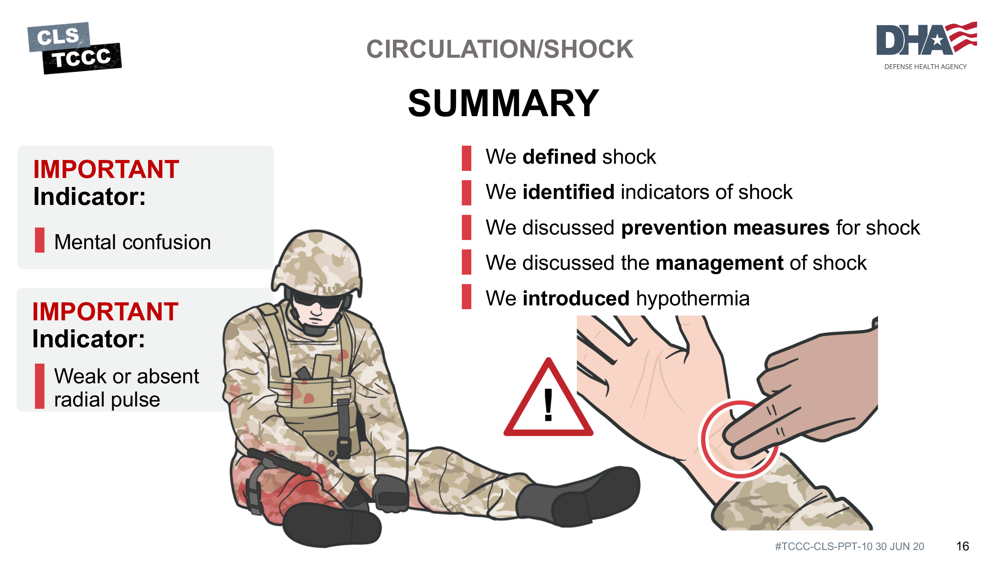 CLS
TCCC
CIRCULATION/SHOCK
DHA
DEFENSE HEALTH AGENCY
SUMMARY
IMPORTANT
Indicator:
Mental confusion
IMPORTANT
Indicator:
Weak or absent
radial pulse
We defined shock
We identified indicators of shock
We discussed prevention measures for shock
We discussed the management of shock
We introduced hypothermia
!
#TCCC-CLS-PPT-10 30 JUN 20
16